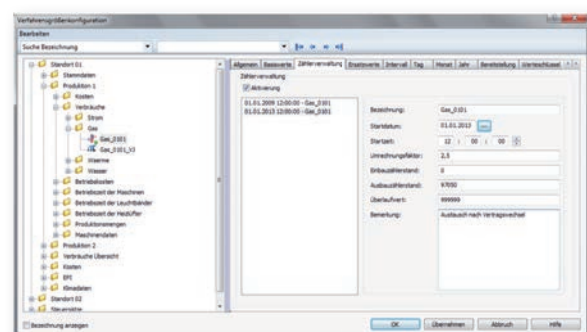 Verfahrensgrößenkonfiguration
Bearbeiten
Suche Bezeichnung
Standort 01
Stammdaten
Produktion 1
Kosten
Verbräuche
Strom
Gas
Gas_0101
Gas_0101_VJ
Waerme
Wasser
Betriebskosten
Betriebszeit der Maschinen
Betriebszeit der Leuchtbänder
Betriebszeit der Heizlüfter
Produktionsmengen
Maschinendaten
Produktion 2
Verbräuche Übersicht
Kosten
EPI
Klimadaten
Standort 02
Bezeichnung anzeigen
Allgemein Basiswerte Zählerverwaltung Ersatzwerte Intervall Tag Monat Jahr Bereitstellung Werteschlüssel
Zählerverwaltung
Aktivierung
01.01.2009 12:00:00 - Gas_0101
01.01.2013 12:00:00 - Gas_0101
Bezeichnung: Gas_0101
Startdatum: 01.01.2013 ...
Startzeit: 12 : 00 : 00
Umrechnungsfaktor: 2,5
Einbauzählerstand: 0
Ausbauzählerstand: 97050
Überlaufwert: 999999
Bemerkung: Austausch nach Vertragswechsel
OK Übernehmen Abbruch Hilfe